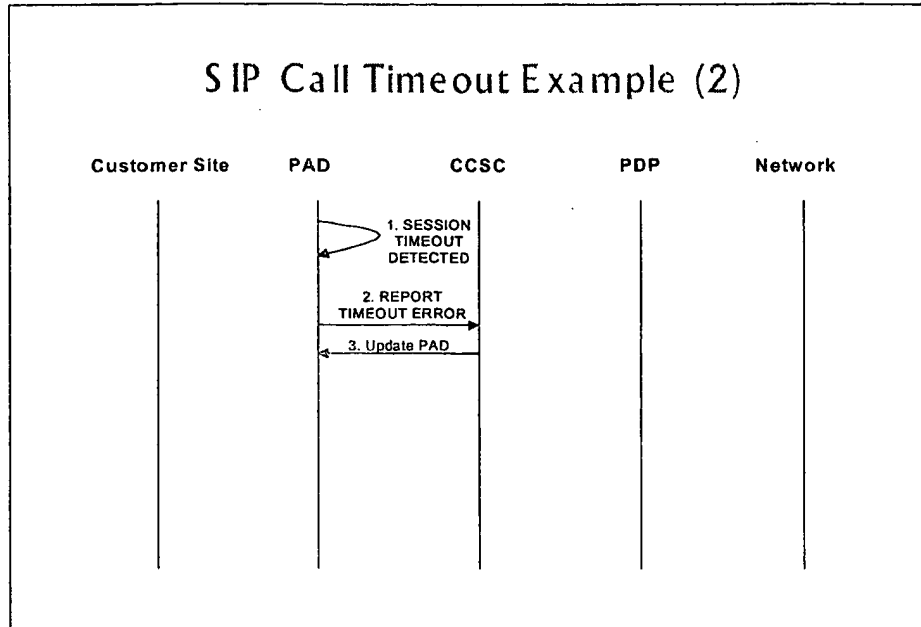 SIP Call Timeout Example (2)
Customer Site PAD CCSC PDP Network
1. SESSION
TIMEOUT
DETECTED
2. REPORT
TIMEOUT ERROR
3. Update PAD